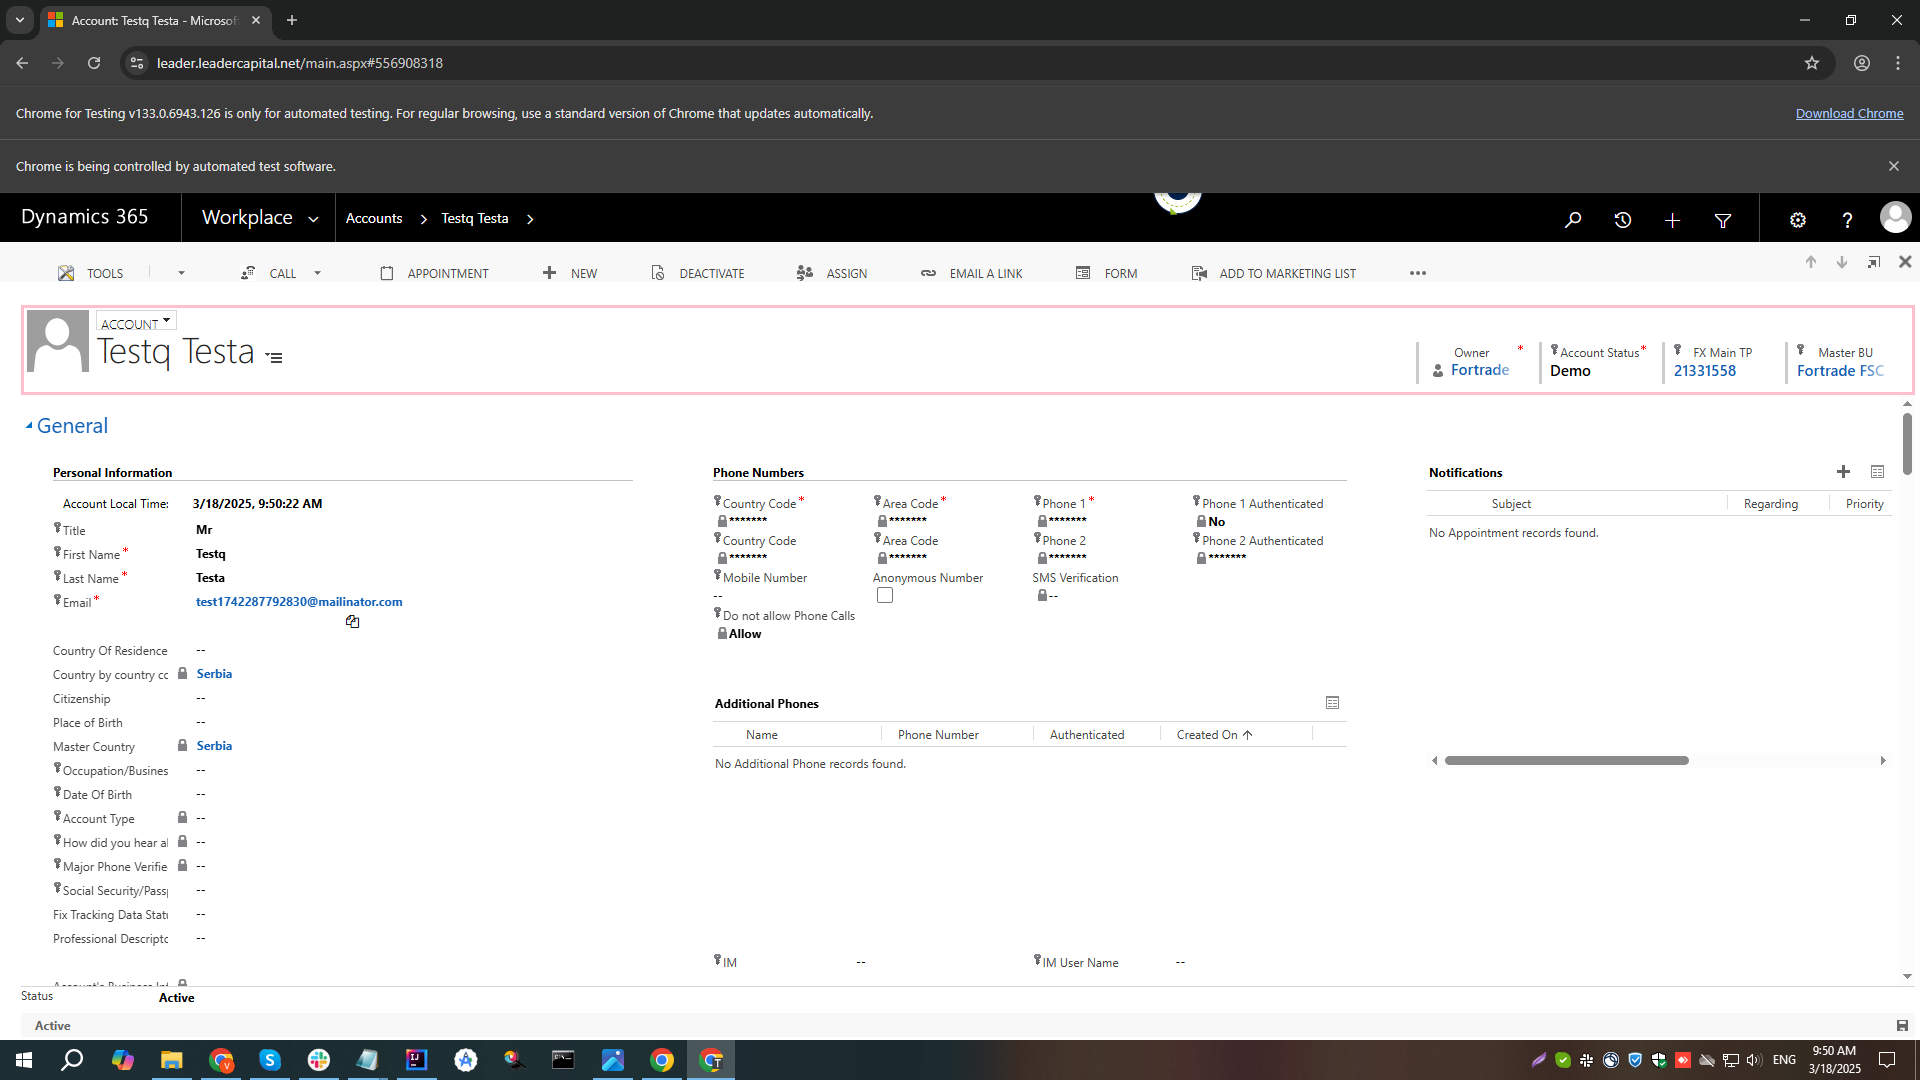 Account: Testq Testa - Microsof
leader.leadercapital.net/main.aspx#556908318
Chrome for Testing v133.0.6943.126 is only for automated testing. For regular browsing, use a standard version of Chrome that updates automatically.
Download Chrome
Chrome is being controlled by automated test software.
Dynamics 365
Workplace
Accounts
Testq Testa
TOOLS
CALL
APPOINTMENT
NEW
DEACTIVATE
ASSIGN
EMAIL A LINK
FORM
ADD TO MARKETING LIST
ACCOUNT
Testq Testa
Owner *
Fortrade
Account Status *
Demo
FX Main TP
21331558
Master BU
Fortrade FSC
General
Personal Information
Account Local Time: 3/18/2025, 9:50:22 AM
Title Mr
First Name * Testq
Last Name * Testa
Email * test1742287792830@mailinator.com
Country Of Residence --
Country by country cc Serbia
Citizenship --
Place of Birth --
Master Country Serbia
Occupation/Busines --
Date Of Birth --
Account Type --
How did you hear a --
Major Phone Verifie --
Social Security/Pass --
Fix Tracking Data Statu --
Professional Descripto --
Phone Numbers
Country Code * Area Code * Phone 1 * Phone 1 Authenticated
******* ******* ******* No
Country Code Area Code Phone 2 Phone 2 Authenticated
******* ******* ******* *******
Mobile Number Anonymous Number SMS Verification
-- --
Do not allow Phone Calls
Allow
Additional Phones
Name Phone Number Authenticated Created On
No Additional Phone records found.
IM -- IM User Name --
Notifications
Subject Regarding Priority
No Appointment records found.
Status Active
Active
ENG
9:50 AM
3/18/2025